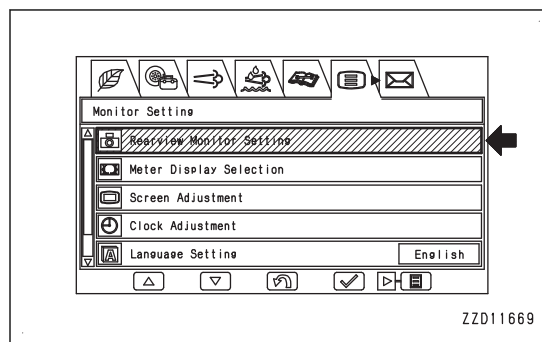 Monitor Setting
Rearview Monitor Setting
Meter Display Selection
Screen Adjustment
Clock Adjustment
A Language Setting English
ZZD11669